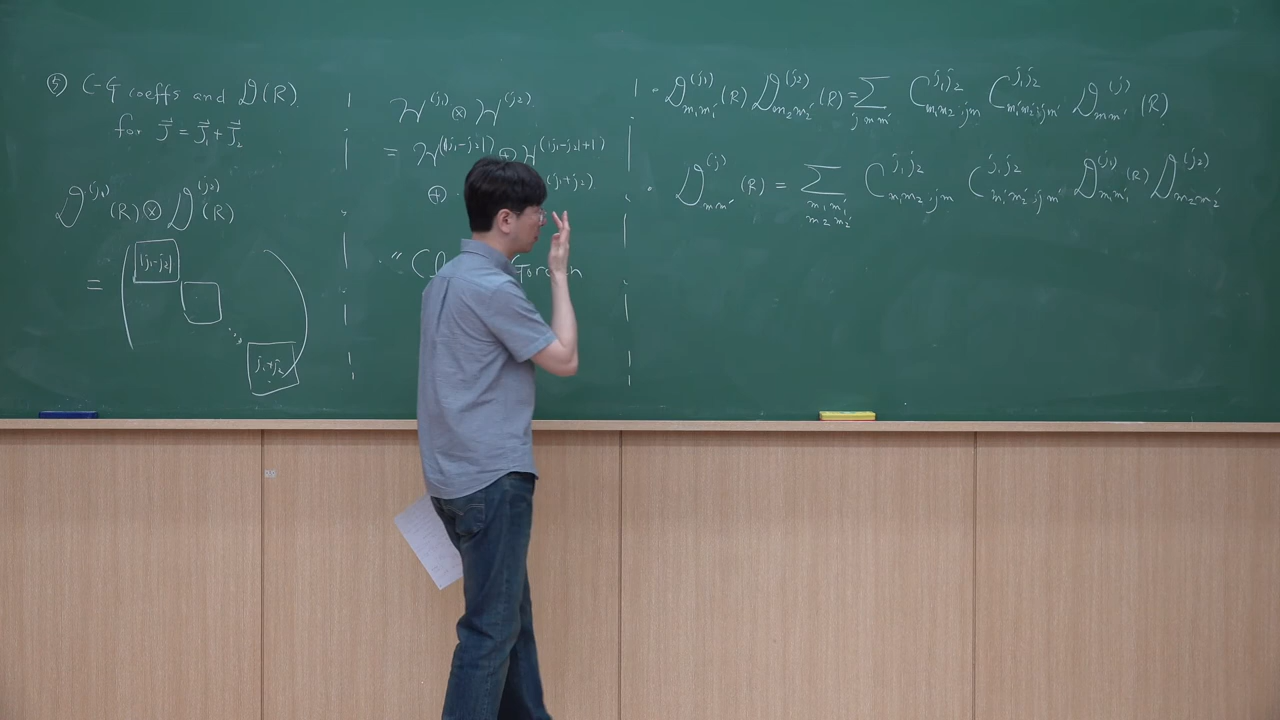 ⑤ C-G coeffs and D(R)
for J⃗ = J⃗₁ + J⃗₂
D^(j₁)(R) ⊗ D^(j₂)(R)
= ( |j₁-j₂| ⋱ j₁+j₂ )
H^(j₁) ⊗ H^(j₂)
= H^(|j₁-j₂|) ⊕ H^(|j₁-j₂|+1)
⊕ (j₁+j₂)
· "
· D^(j₁)_{m₁m₁'}(R) D^(j₂)_{m₂m₂'}(R) = Σ_{j m m'} C^{j₁j₂}_{m₁m₂;jm} C^{j₁j₂}_{m₁'m₂';jm'} D^(j)_{mm'}(R)
· D^(j)_{mm'}(R) = Σ_{m₁m₁' m₂m₂'} C^{j₁j₂}_{m₁m₂;jm} C^{j₁j₂}_{m₁'m₂';jm'} D^(j₁)_{m₁m₁'}(R) D^(j₂)_{m₂m₂'}